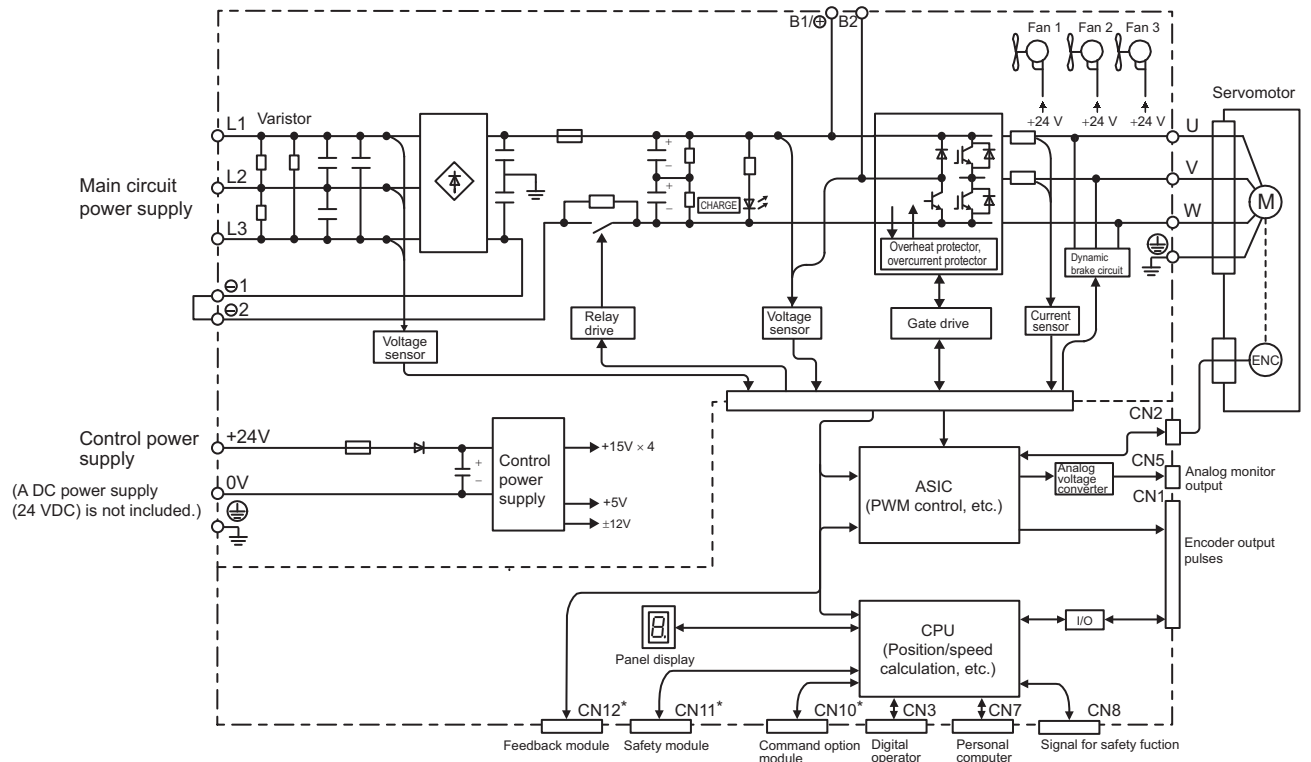 B1/⊕ B2
Fan 1 Fan 2 Fan 3
+24 V +24 V +24 V
Servomotor
Varistor
L1
L2
L3
Main circuit
power supply
⊖1
⊖2
CHARGE
Overheat protector,
overcurrent protector
U
V
W
M
ENC
Dynamic
brake circuit
Voltage
sensor
Relay
drive
Voltage
sensor
Gate drive
Current
sensor
Control power
supply
(A DC power supply
(24 VDC) is not included.)
+24V
0V
+
−
+
−
+
−
Control
power
supply
+15V × 4
+5V
±12V
ASIC
(PWM control, etc.)
Analog
voltage
converter
CN2
CN5
CN1
Analog monitor
output
Encoder output
pulses
8.
Panel display
CPU
(Position/speed
calculation, etc.)
I/O
CN12* CN11* CN10* CN3 CN7 CN8
Feedback module
Safety module
Command option
module
Digital
operator
Personal
computer
Signal for safety fuction